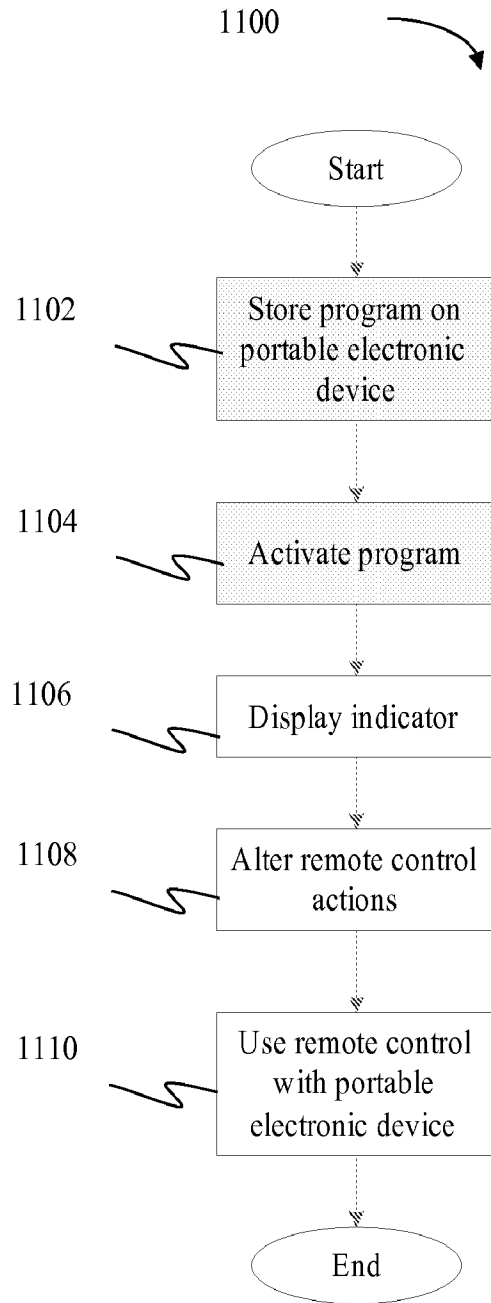 1100
Start
1102
Store program on
portable electronic
device
1104
Activate program
1106
Display indicator
1108
Alter remote control
actions
1110
Use remote control
with portable
electronic device
End